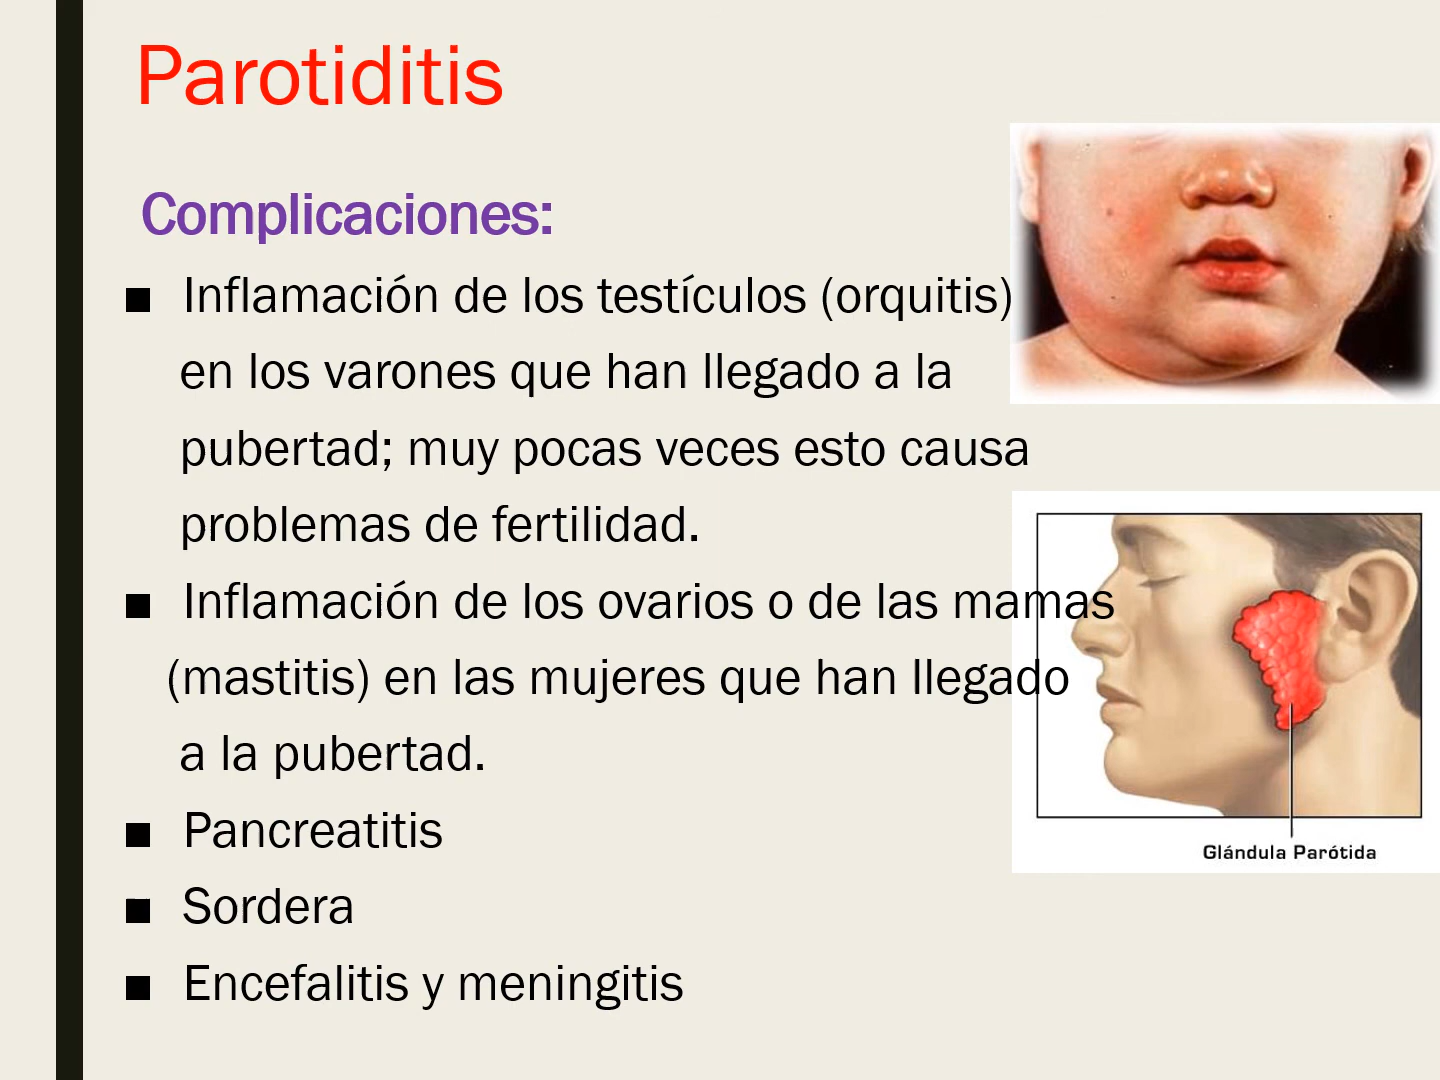 Parotiditis
Complicaciones:
■ Inflamación de los testículos (orquitis)
en los varones que han llegado a la
pubertad; muy pocas veces esto causa
problemas de fertilidad.
■ Inflamación de los ovarios o de las mamas
(mastitis) en las mujeres que han llegado
a la pubertad.
■ Pancreatitis
■ Sordera
■ Encefalitis y meningitis
Glándula Parótida